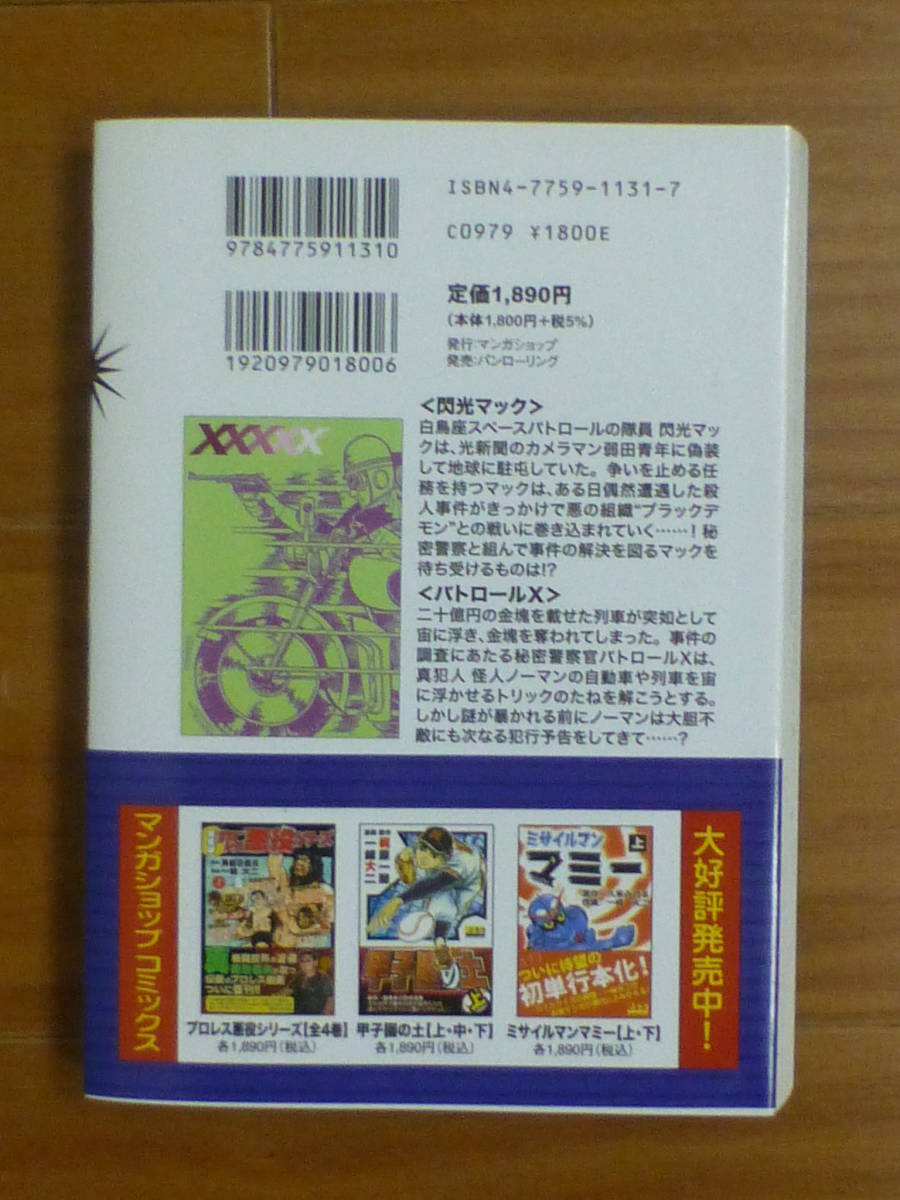 ISBN4-7759-1131-7
C0979 ¥1800E
9784775911310
1920979018006
定価1,890円
(本体1,800円+税5%)
発行:マンガショップ
発売:パンローリング
XXXXX
<閃光マック>
白鳥座スペースパトロールの隊員 閃光マッ
クは、光新聞のカメラマン弱田青年に偽装
して地球に駐屯していた。争いを止める任
務を持つマックは、ある日偶然遭遇した殺
人事件がきっかけで悪の組織“ブラックデ
モン”との戦いに巻き込まれていく……!秘
密警察と組んで事件の解決を図るマックを
待ち受けるものは!?
<パトロールX>
二十億円の金塊を載せた列車が突如として
宙に浮き、金塊を奪われてしまった。事件の
調査にあたる秘密警察官パトロールXは、
真犯人 怪人ノーマンの自動車や列車を宙
に浮かせるトリックのたねを解こうとする。
しかし謎が暴かれる前にノーマンは大胆不
敵にも次なる犯行予告をしてきて……?
マンガショップ コミックス
大好評発売中!
梶原一騎
一峰大二
甲子園の土
上
ミサイルマン
マミー
上
ついに待望の
初単行本化!
プロレス悪役シリーズ【全4巻】
各1,890円(税込)
甲子園の土【上・中・下】
各1,890円(税込)
ミサイルマンマミー【上・下】
各1,890円(税込)